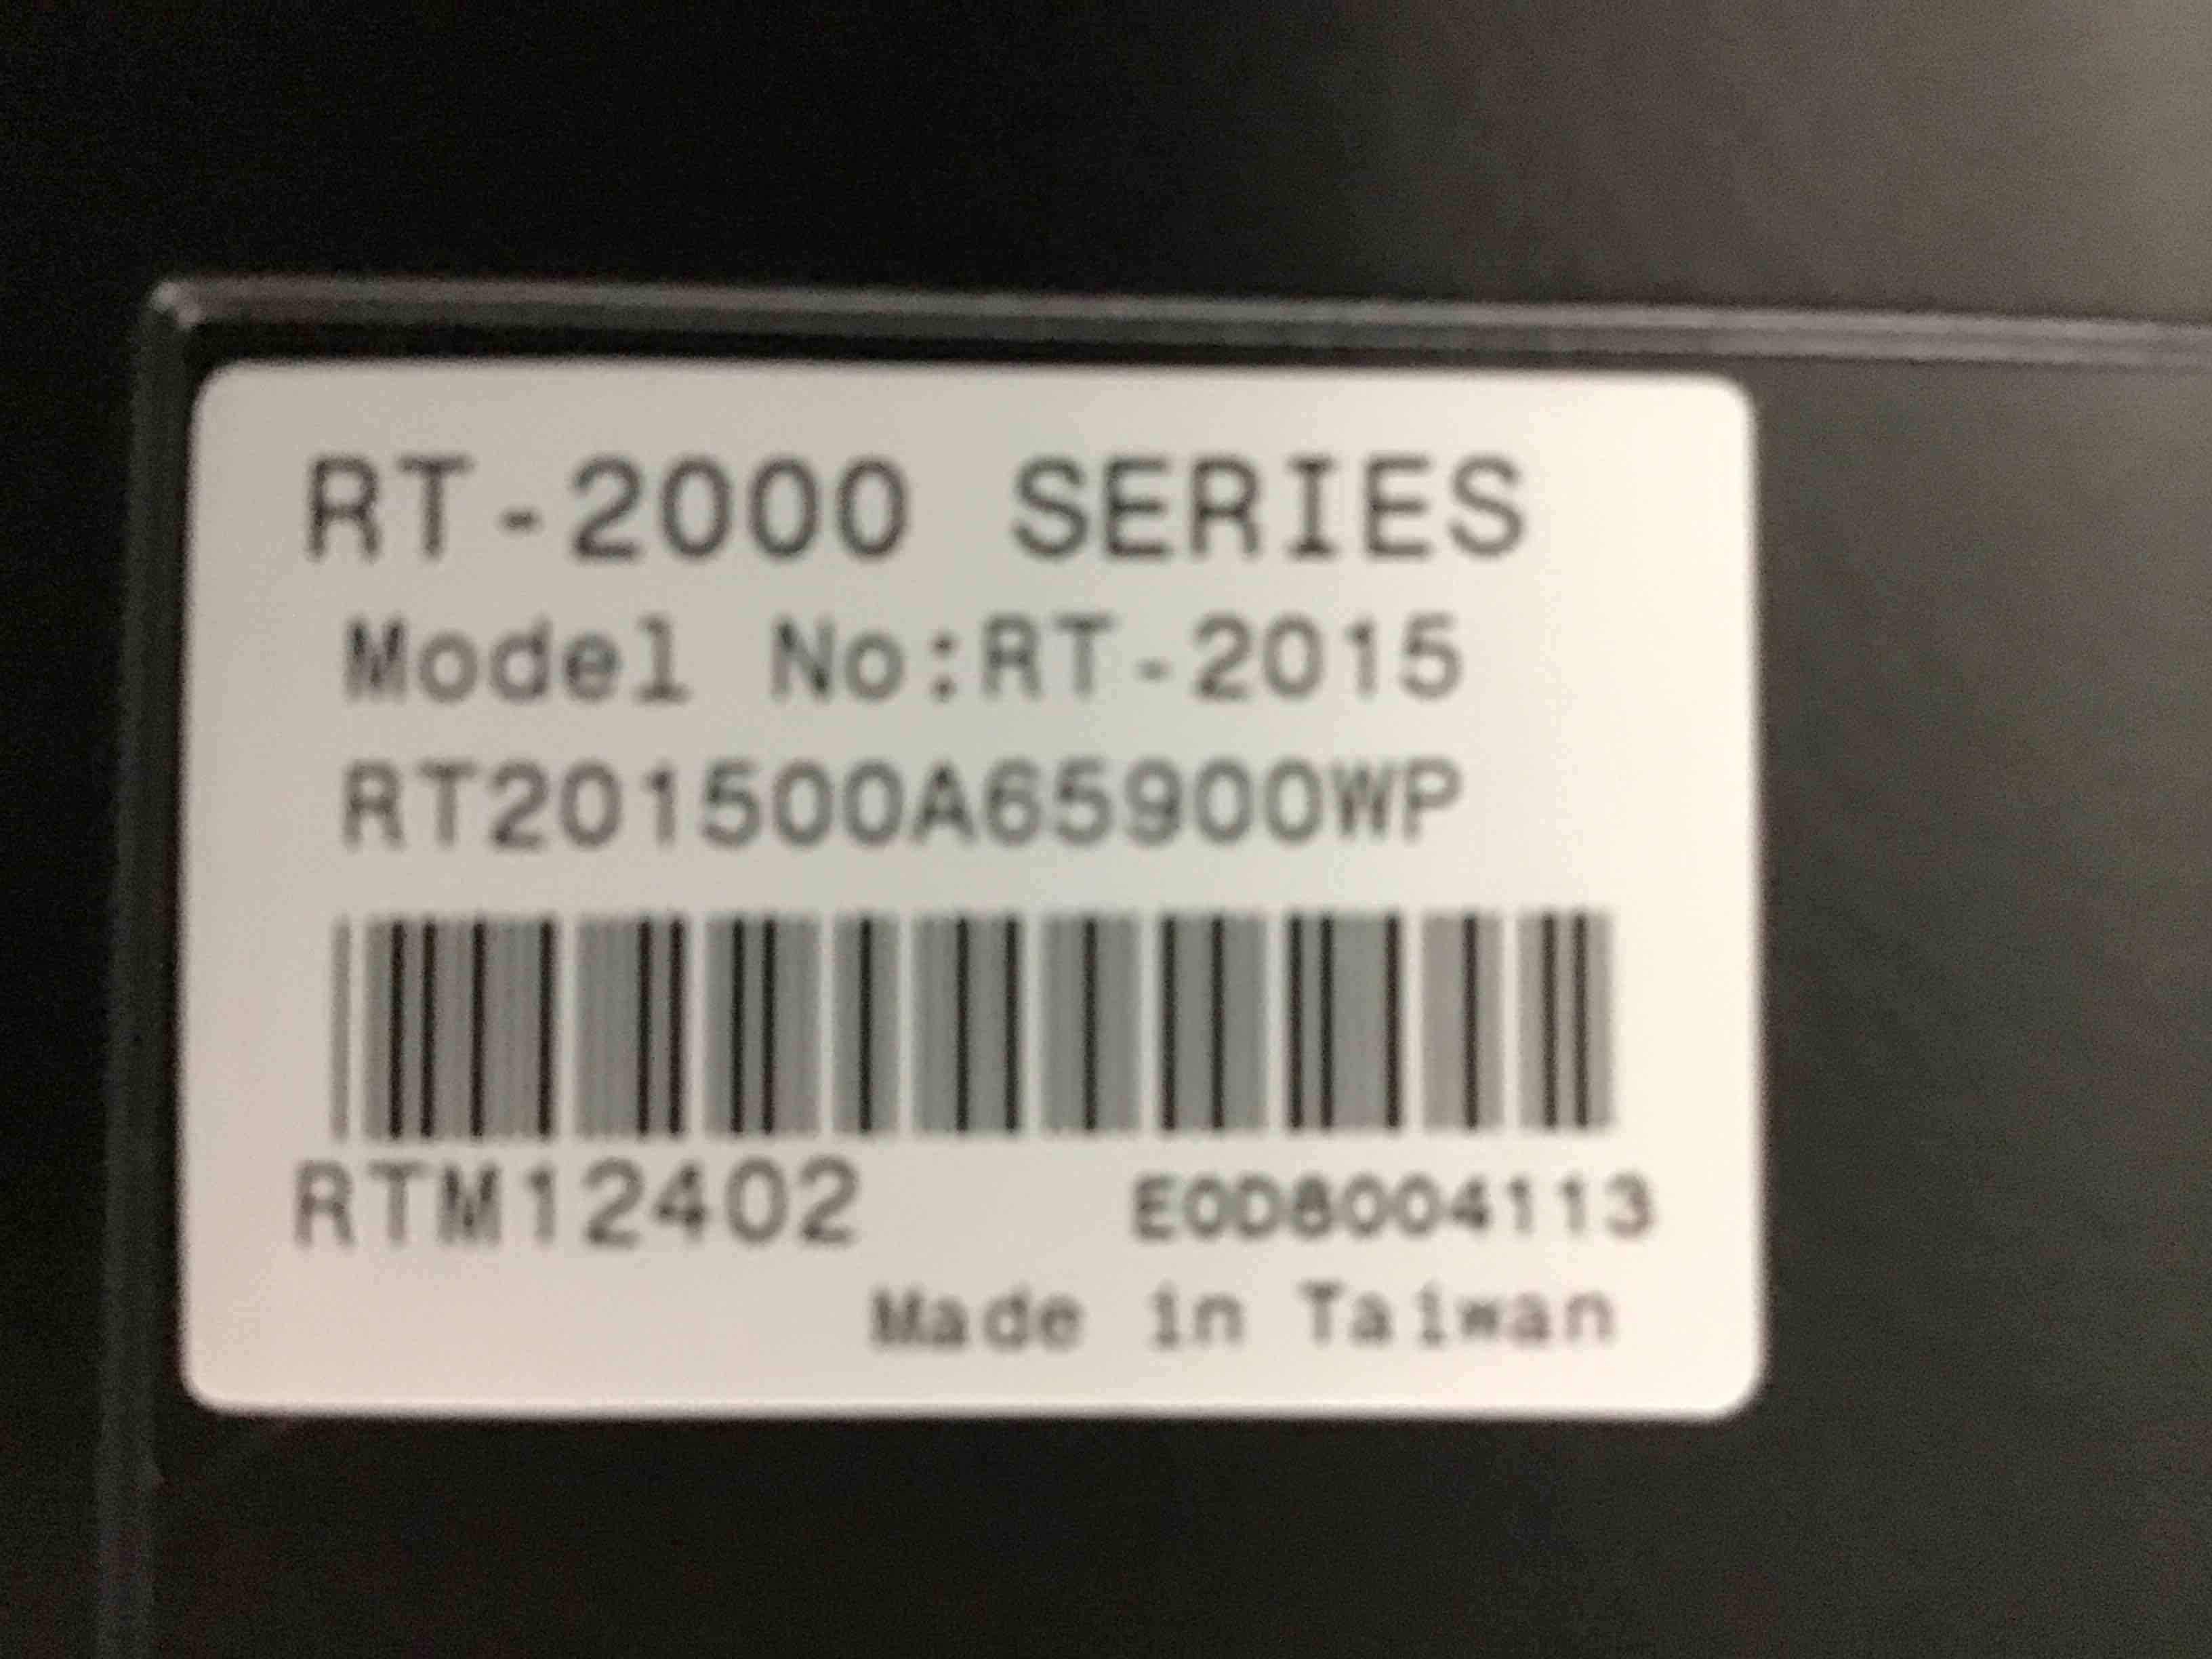 RT-2000 SERIES
Model No:RT-2015
RT201500A65900WP
RTM12402 E0D8004113
Made in Taiwan